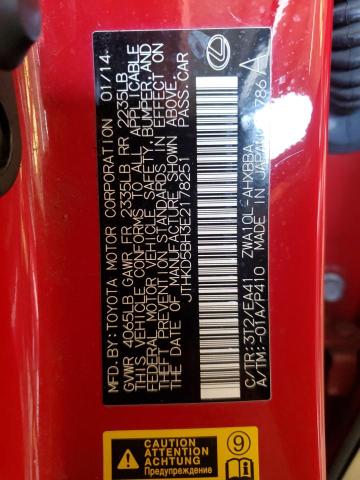 MFD.BY:TOYOTA MOTOR CORPORATION 01/14
GVWR 4065LB GAWR FR 2335LB RR 2235LB
THIS VEHICLE CONFORMS TO ALL APPLICABLE
FEDERAL MOTOR VEHICLE SAFETY, BUMPER, AND
THEFT PREVENTION STANDARDS IN EFFECT ON
THE DATE OF MANUFACTURE SHOWN ABOVE.
JTHKD5BH3E2178251 PASS.CAR
C/TR:3T2/EA41 ZWA10L-AHXBBA
A/TM:-01A/P410 MADE IN JAPAN 786 A
CAUTION
ATTENTION
ACHTUNG
Предупреждение
9